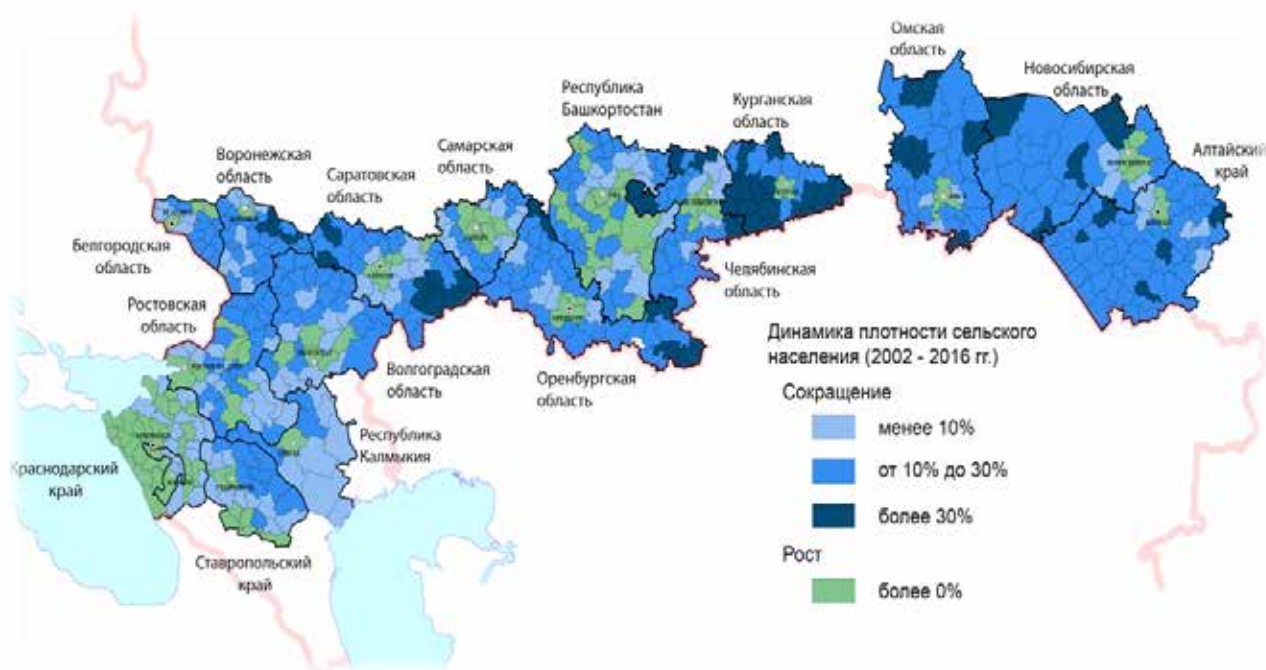 Омская
область
Новосибирская
область
Алтайский
край
Республика
Башкортостан
Курганская
область
Самарская
область
Воронежская
область
Саратовская
область
Белгородская
область
Ростовская
область
Челябинская
область
Волгоградская
область
Оренбургская
область
Республика
Калмыкия
Краснодарский
край
Ставропольский
край
Динамика плотности сельского
населения (2002 - 2016 гг.)
Сокращение
менее 10%
от 10% до 30%
более 30%
Рост
более 0%